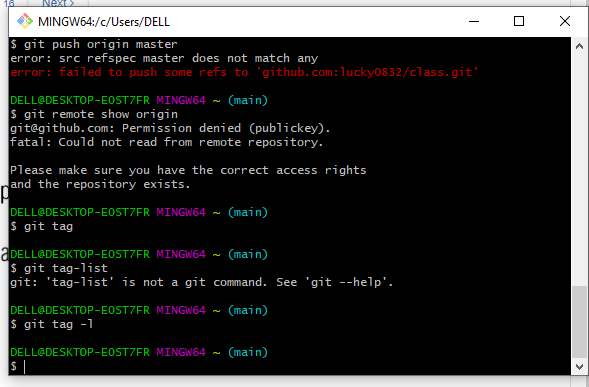 16 Next >
MINGW64:/c/Users/DELL
$ git push origin master
error: src refspec master does not match any
error: failed to push some refs to 'github.com:lucky0832/class.git'
DELL@DESKTOP-EOST7FR MINGW64 ~ (main)
$ git remote show origin
git@github.com: Permission denied (publickey).
fatal: Could not read from remote repository.
Please make sure you have the correct access rights
and the repository exists.
DELL@DESKTOP-EOST7FR MINGW64 ~ (main)
$ git tag
DELL@DESKTOP-EOST7FR MINGW64 ~ (main)
$ git tag-list
git: 'tag-list' is not a git command. See 'git --help'.
DELL@DESKTOP-EOST7FR MINGW64 ~ (main)
$ git tag -l
DELL@DESKTOP-EOST7FR MINGW64 ~ (main)
$